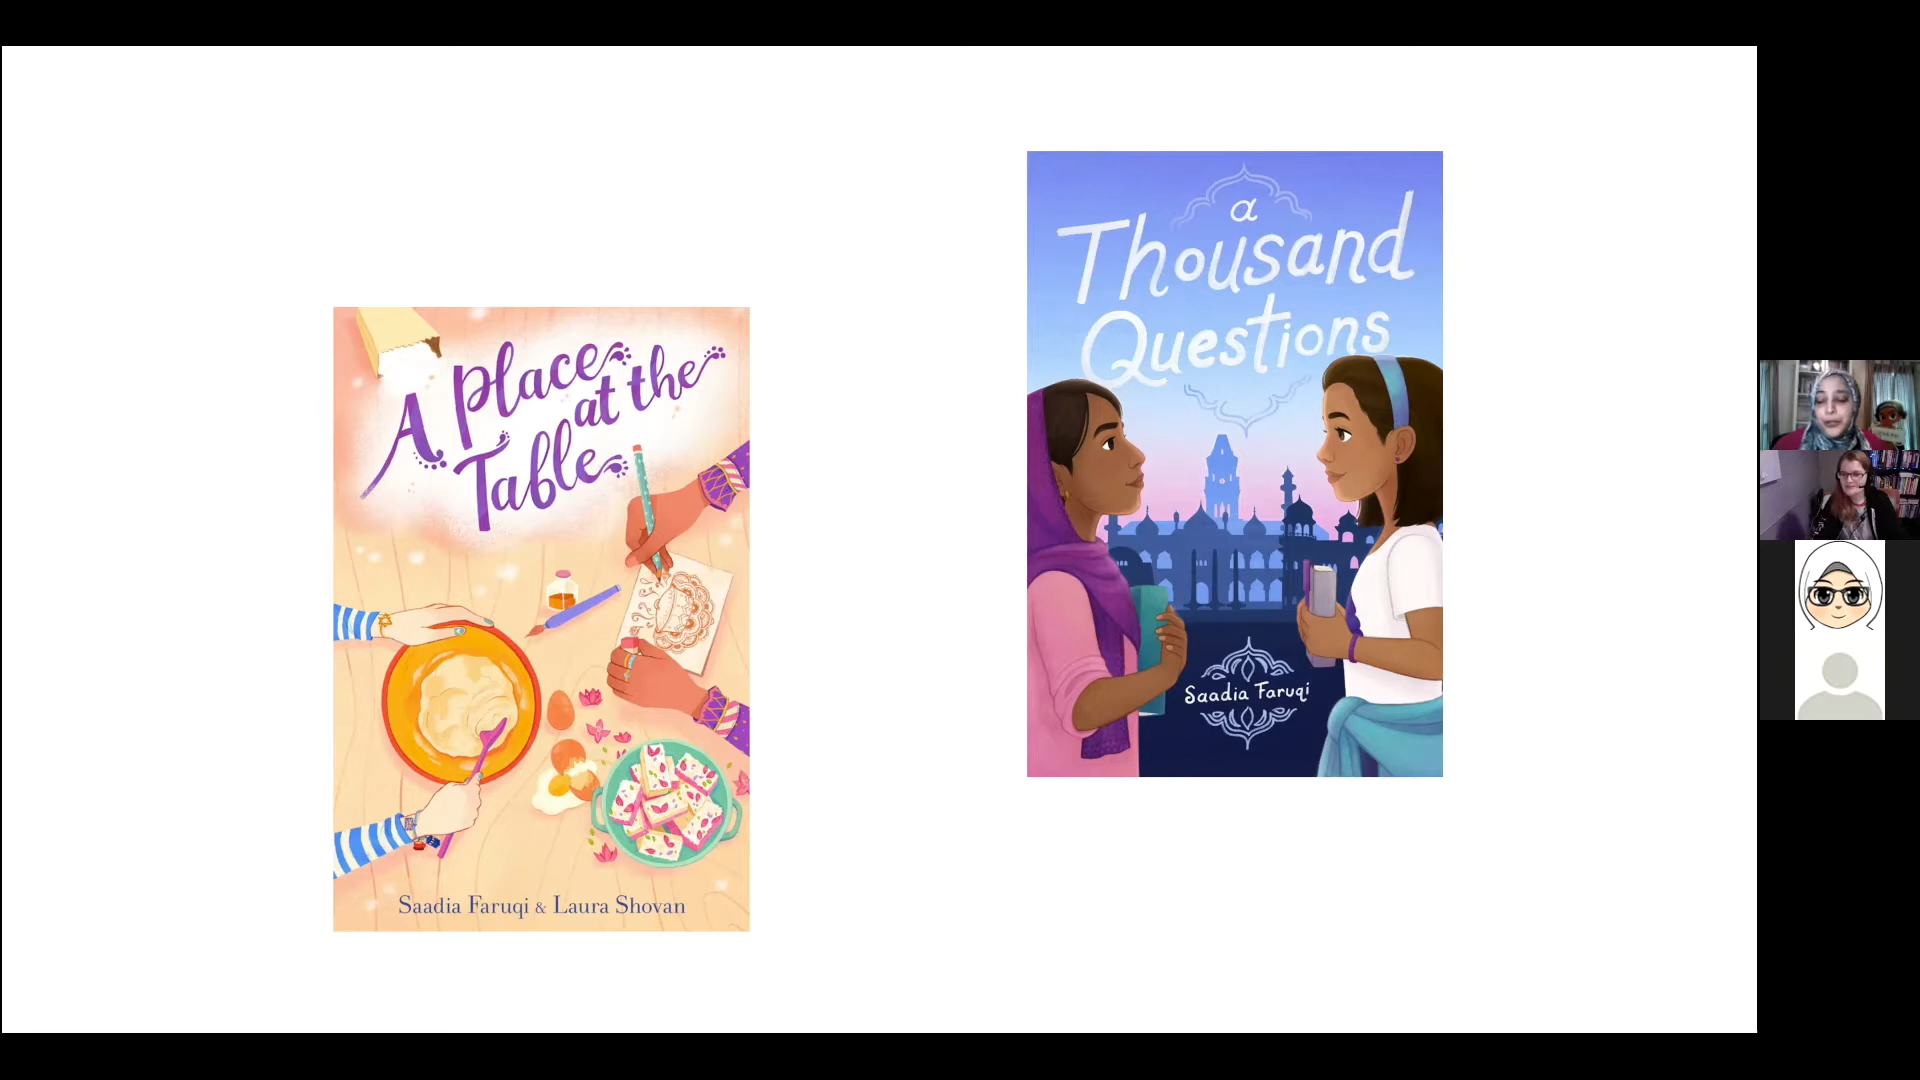 A Place
at the
Table
Saadia Faruqi & Laura Shovan
a
Thousand
Questions
Saadia Faruqi